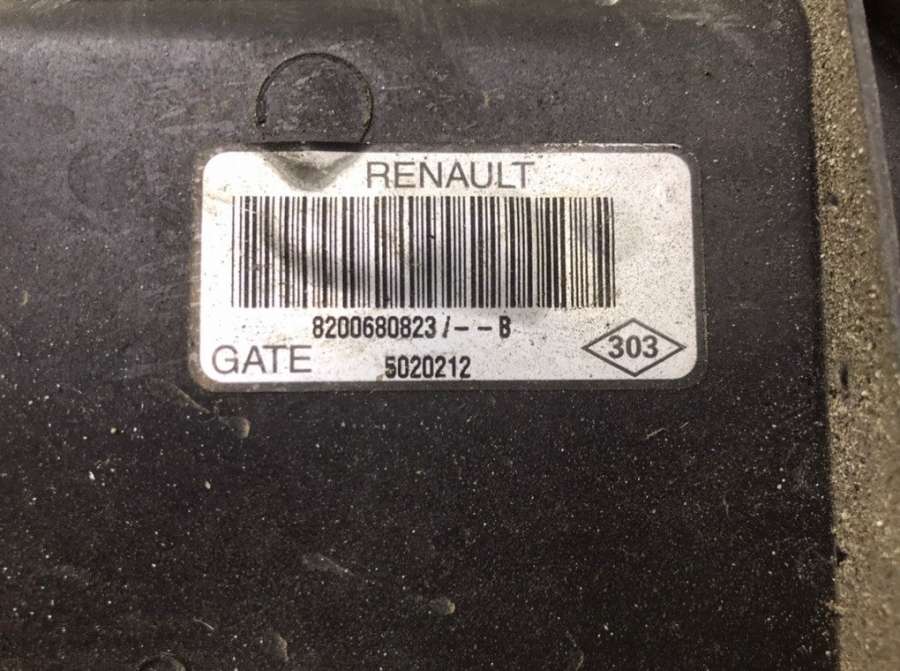 RENAULT
8200680823/--B
GATE 5020212
303